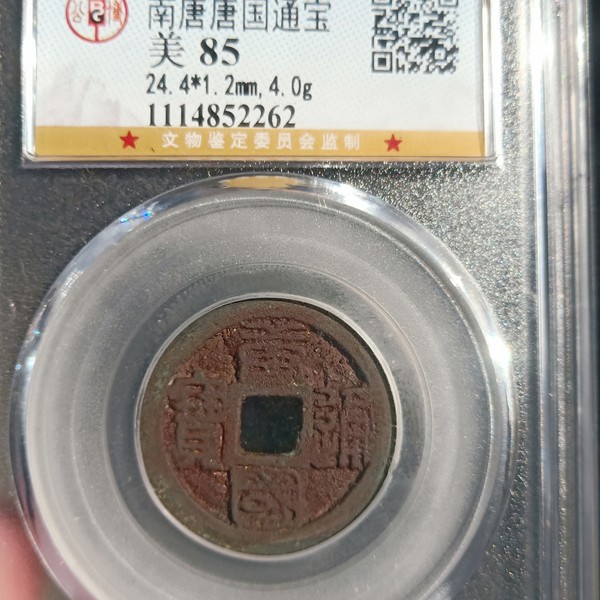 南唐唐国通宝
美 85
24.4*1.2mm,4.0g
1114852262
★ 文物鉴定委员会监制 ★
唐
寶 通
國